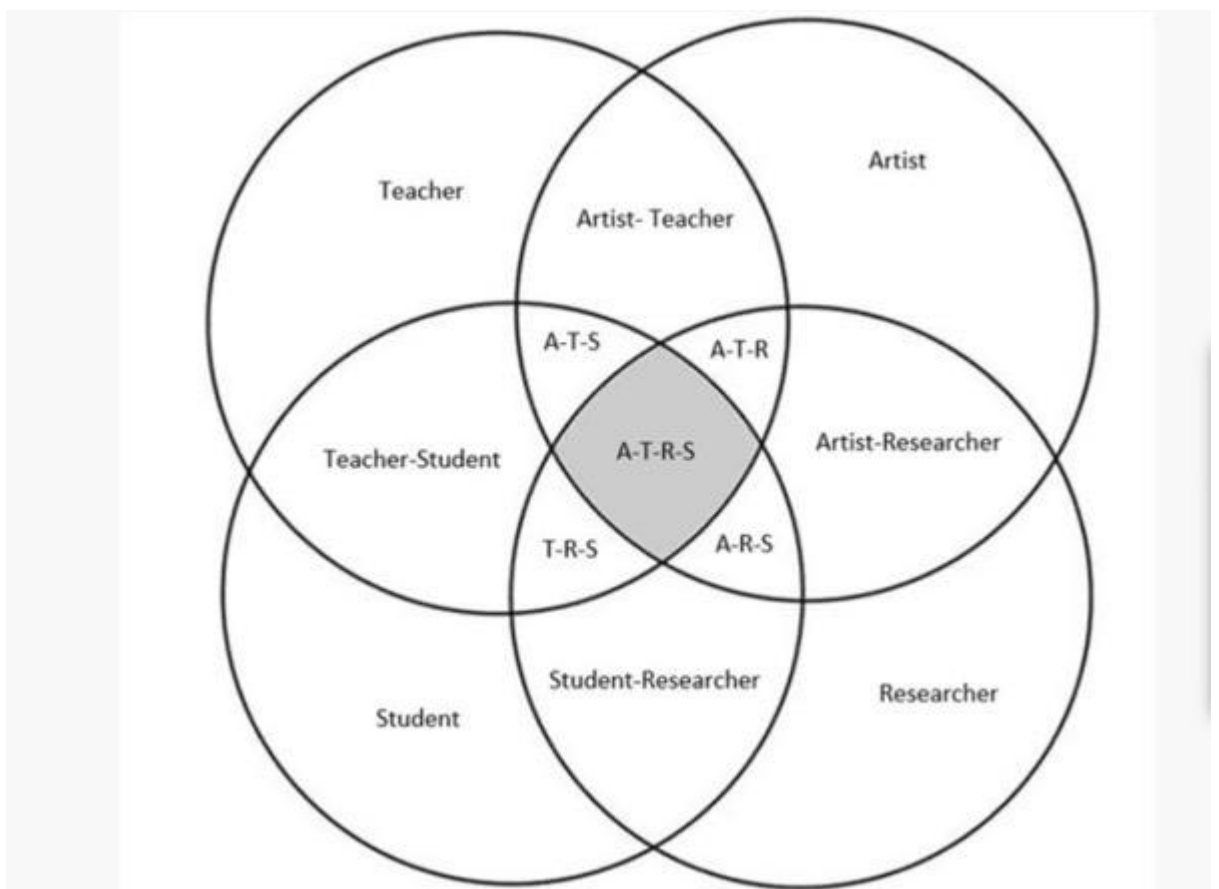 Artist
Teacher
Artist- Teacher
A-T-S
A-T-R
Artist-Researcher
A-T-R-S
Teacher-Student
T-R-S
A-R-S
Student-Researcher
Researcher
Student